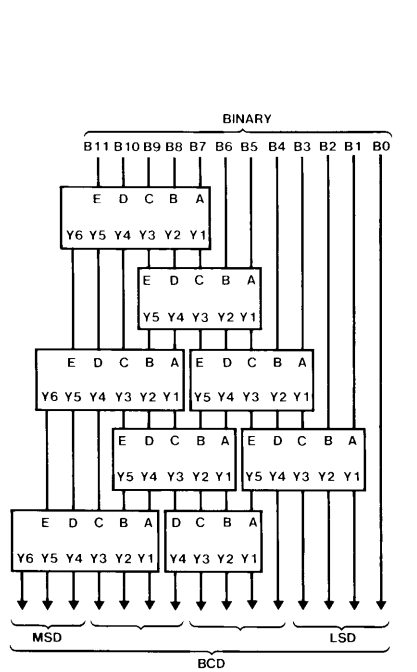 BINARY
B11 B10 B9 B8 B7 B6 B5 B4 B3 B2 B1 B0
E D C B A
Y6 Y5 Y4 Y3 Y2 Y1
E D C B A
Y5 Y4 Y3 Y2 Y1
E D C B A E D C B A
Y6 Y5 Y4 Y3 Y2 Y1 Y5 Y4 Y3 Y2 Y1
E D C B A E D C B A
Y5 Y4 Y3 Y2 Y1 Y5 Y4 Y3 Y2 Y1
E D C B A D C B A
Y6 Y5 Y4 Y3 Y2 Y1 Y4 Y3 Y2 Y1
MSD LSD
BCD